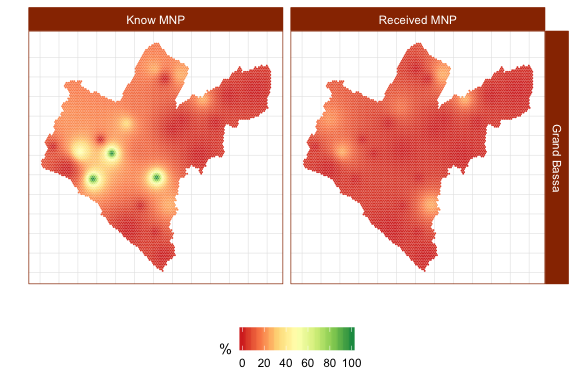 Know MNP
Received MNP
Grand Bassa
%
0 20 40 60 80 100